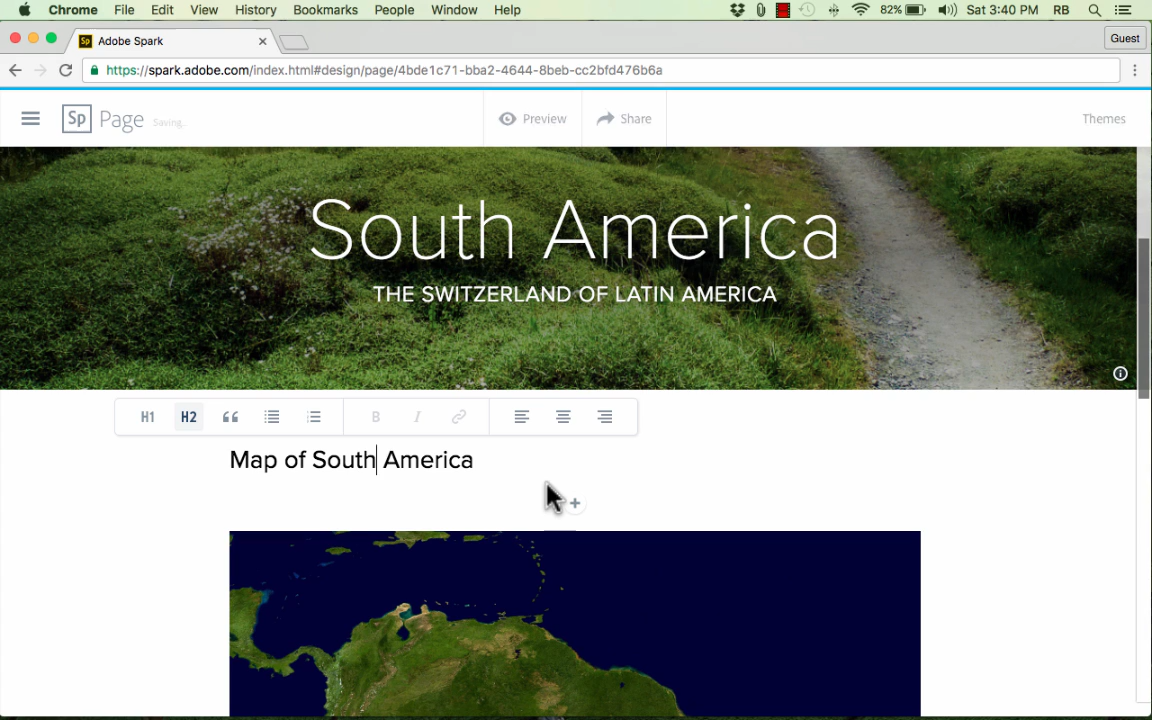 Chrome File Edit View History Bookmarks People Window Help 82% Sat 3:40 PM RB
Sp Adobe Spark Guest
https://spark.adobe.com/index.html#design/page/4bde1c71-bba2-4644-8beb-cc2bfd476b6a
Sp Page Saving.. Preview Share Themes
South America
THE SWITZERLAND OF LATIN AMERICA
H1 H2 B I
Map of South America